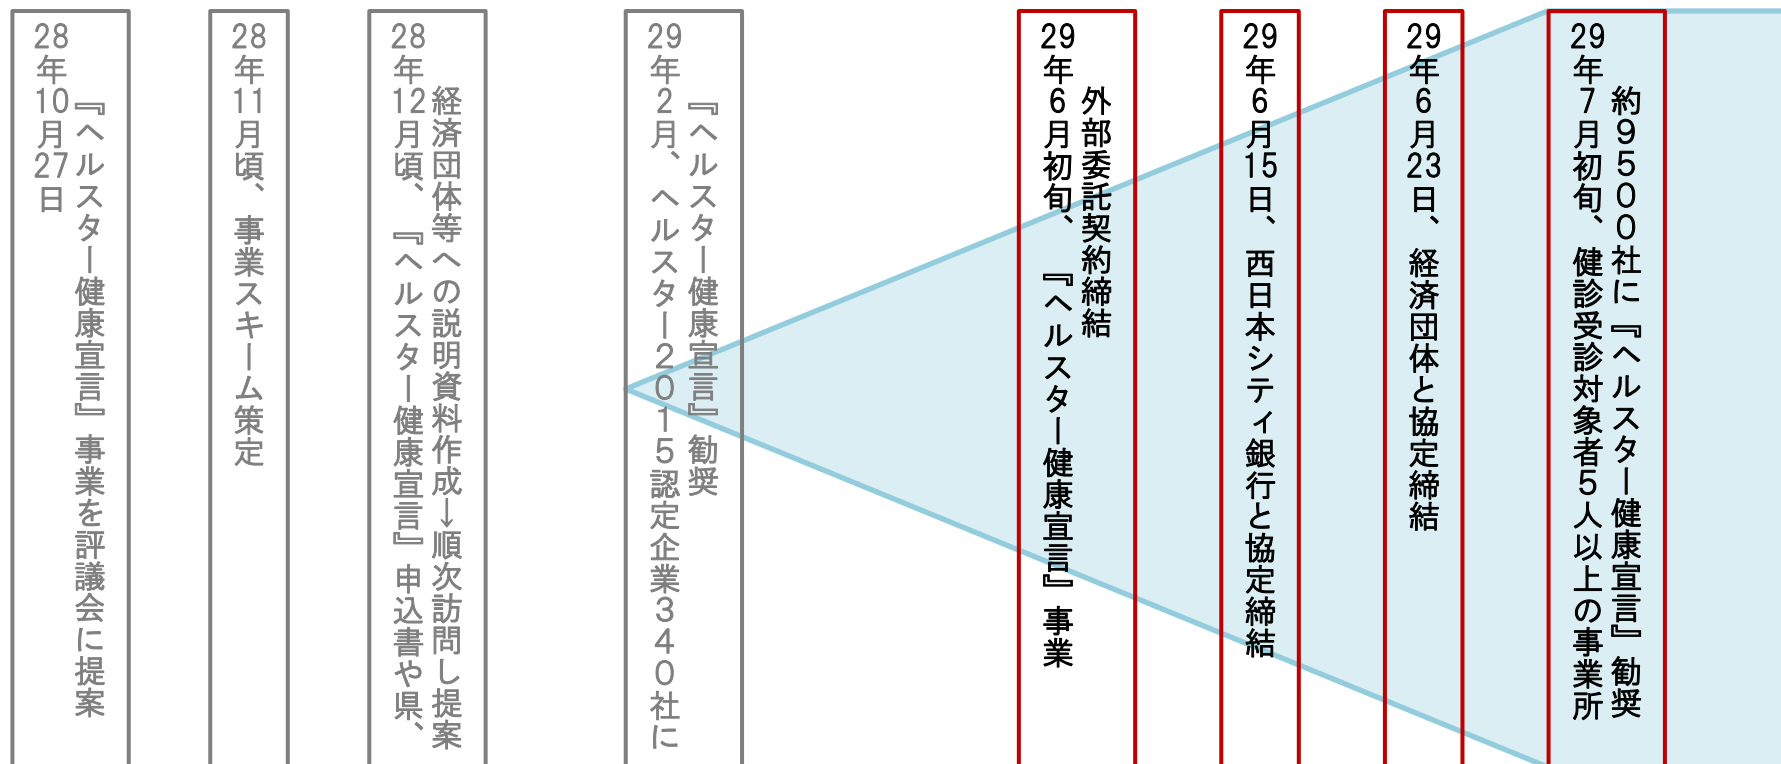 28年10月27日
『ヘルスター健康宣言』事業を評議会に提案
28年11月頃、事業スキーム策定
28年12月頃、『ヘルスター健康宣言』申込書や県、
経済団体等への説明資料作成↓順次訪問し提案
29年2月、ヘルスター２０１５認定企業３４０社に
『ヘルスター健康宣言』勧奨
29年6月初旬、『ヘルスター健康宣言』事業
外部委託契約締結
29年6月15日、西日本シティ銀行と協定締結
29年6月23日、経済団体と協定締結
29年7月初旬、健診受診対象者５人以上の事業所
約９５００社に『ヘルスター健康宣言』勧奨